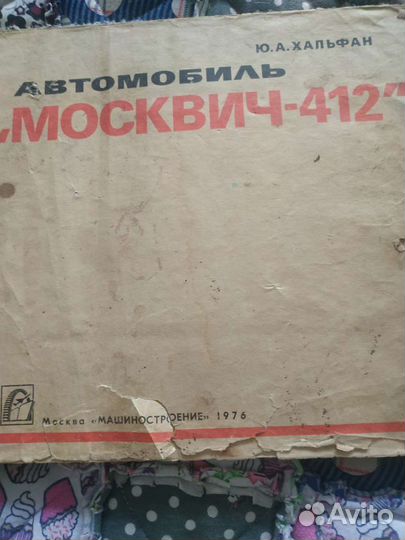 Ю.А.ХАЛЬФАН
АВТОМОБИЛЬ
„МОСКВИЧ-412"
Москва «МАШИНОСТРОЕНИЕ» 1976
Avito